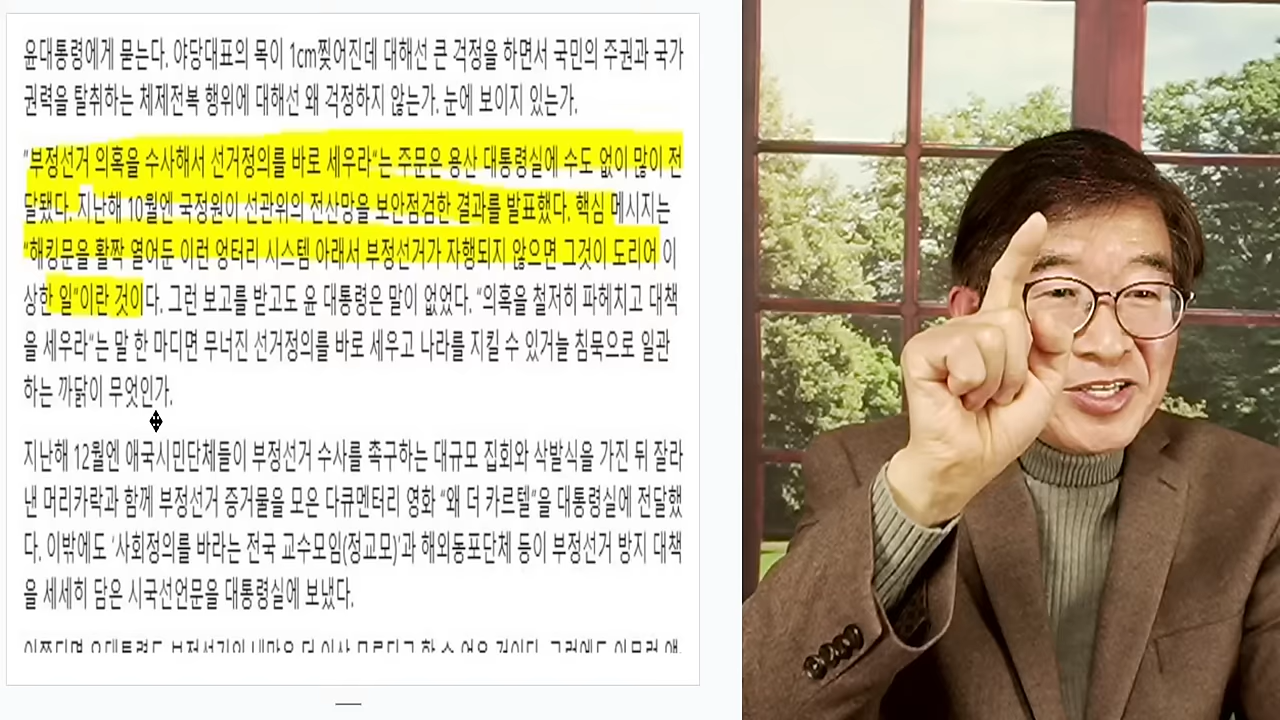 윤대통령에게 묻는다. 야당대표의 목이 1cm찢어진데 대해선 큰 걱정을 하면서 국민의 주권과 국가
권력을 탈취하는 체제전복 행위에 대해선 왜 걱정하지 않는가. 눈에 보이지 있는가.
"부정선거 의혹을 수사해서 선거정의를 바로 세우라"는 주문은 용산 대통령실에 수도 없이 많이 전
달됐다. 지난해 10월엔 국정원이 선관위의 전산망을 보안점검한 결과를 발표했다. 핵심 메시지는
"해킹문을 활짝 열어둔 이런 엉터리 시스템 아래서 부정선거가 자행되지 않으면 그것이 도리어 이
상한 일"이란 것이다. 그런 보고를 받고도 윤 대통령은 말이 없었다. "의혹을 철저히 파헤치고 대책
을 세우라"는 말 한 마디면 무너진 선거정의를 바로 세우고 나라를 지킬 수 있거늘 침묵으로 일관
하는 까닭이 무엇인가.
지난해 12월엔 애국시민단체들이 부정선거 수사를 촉구하는 대규모 집회와 삭발식을 가진 뒤 잘라
낸 머리카락과 함께 부정선거 증거물을 모은 다큐멘터리 영화 "왜 더 카르텔"을 대통령실에 전달했
다. 이밖에도 '사회정의를 바라는 전국 교수모임(정교모)'과 해외동포단체 등이 부정선거 방지 대책
을 세세히 담은 시국선언문을 대통령실에 보냈다.